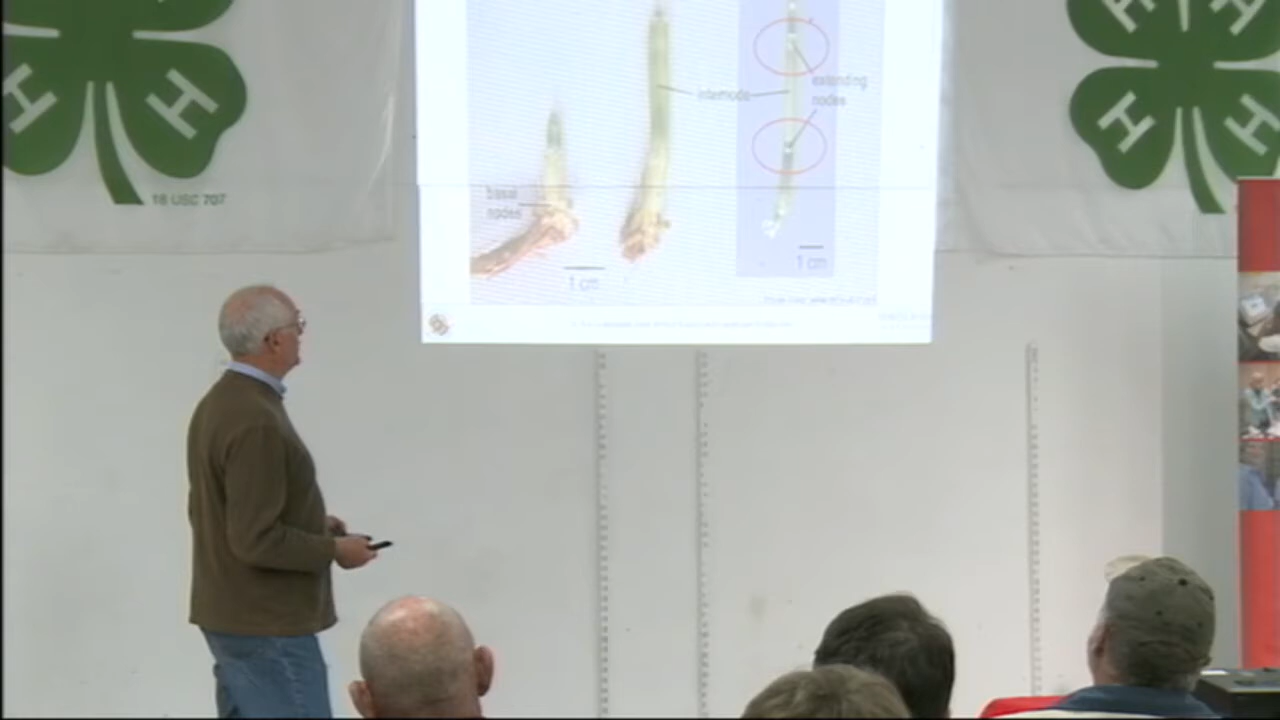 H H
H H
H H
18 USC 707
extending
nodes
internode
basal
nodes
1 cm
1 cm